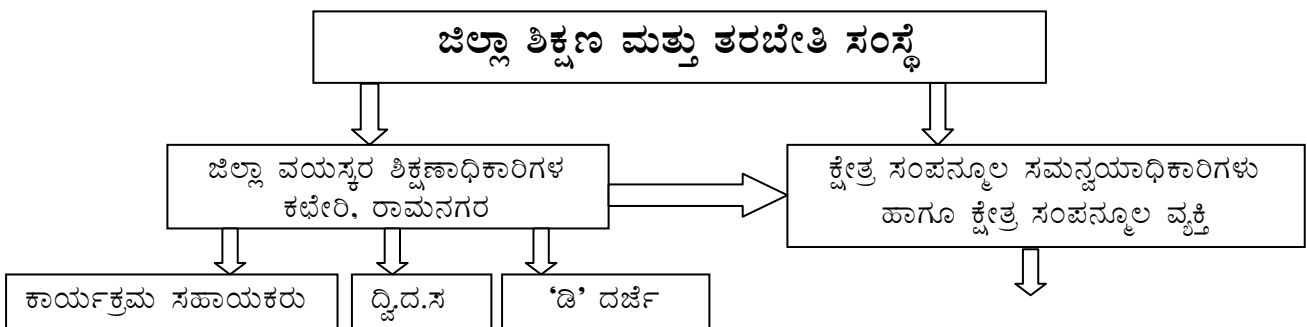 ಜಿಲ್ಲಾ ಶಿಕ್ಷಣ ಮತ್ತು ತರಬೇತಿ ಸಂಸ್ಥೆ
ಜಿಲ್ಲಾ ವಯಸ್ಕರ ಶಿಕ್ಷಣಾಧಿಕಾರಿಗಳ
ಕಛೇರಿ, ರಾಮನಗರ
ಕ್ಷೇತ್ರ ಸಂಪನ್ಮೂಲ ಸಮನ್ವಯಾಧಿಕಾರಿಗಳು
ಹಾಗೂ ಕ್ಷೇತ್ರ ಸಂಪನ್ಮೂಲ ವ್ಯಕ್ತಿ
ಕಾರ್ಯಕ್ರಮ ಸಹಾಯಕರು
ದ್ವಿ.ದ.ಸ
‘ಡಿ’ ದರ್ಜೆ